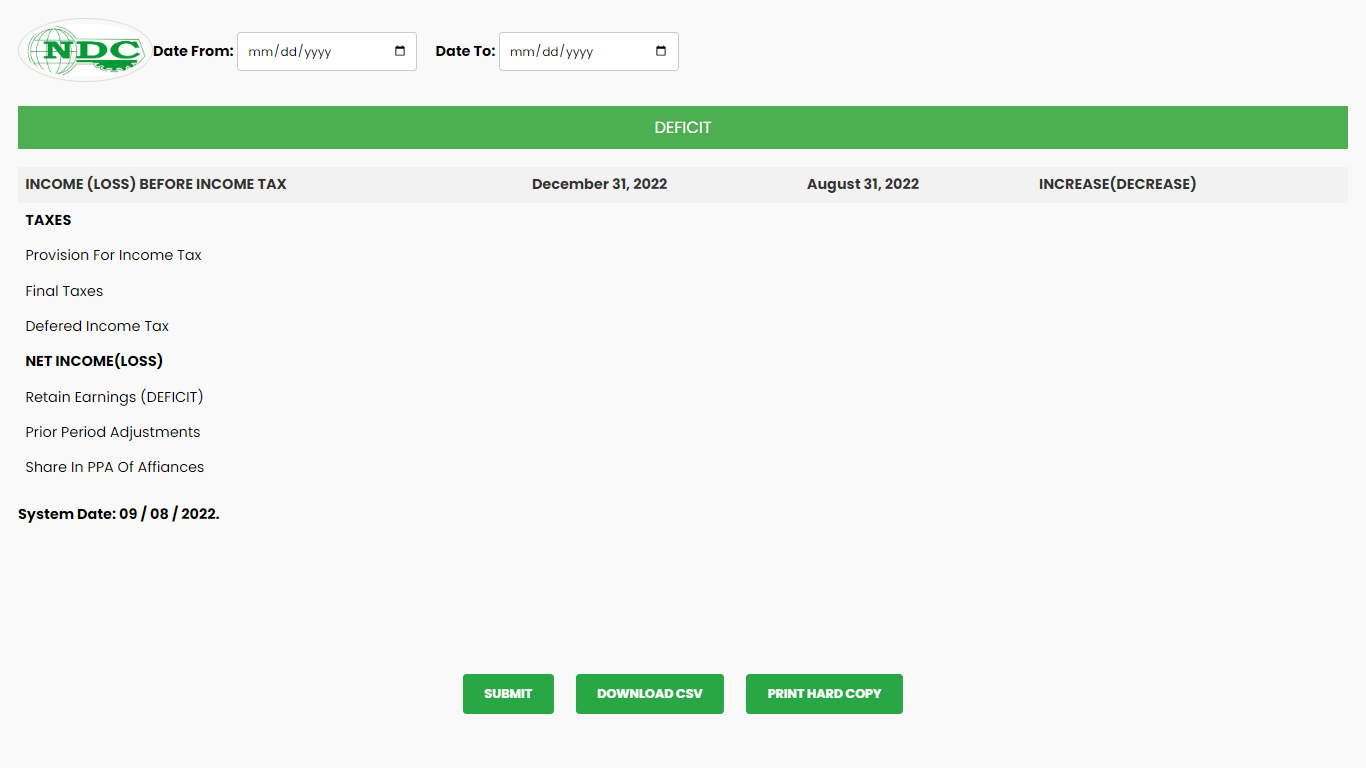 NDC Date From: mm/dd/yyyy Date To: mm/dd/yyyy
DEFICIT
INCOME (LOSS) BEFORE INCOME TAX December 31, 2022 August 31, 2022 INCREASE(DECREASE)
TAXES
Provision For Income Tax
Final Taxes
Defered Income Tax
NET INCOME(LOSS)
Retain Earnings (DEFICIT)
Prior Period Adjustments
Share In PPA Of Affiances
System Date: 09 / 08 / 2022.
SUBMIT DOWNLOAD CSV PRINT HARD COPY